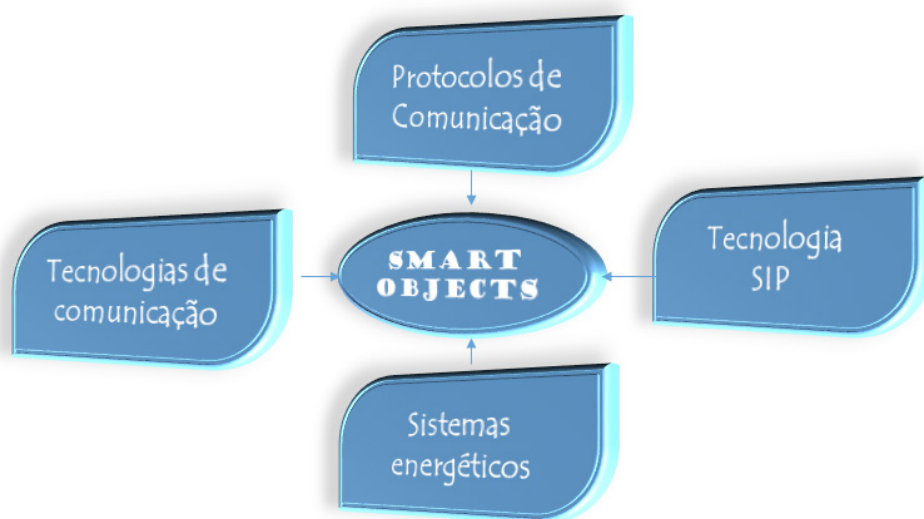 Protocolos de
Comunicação
Tecnologias de
comunicação
SMART
OBJECTS
Tecnologia
SIP
Sistemas
energéticos